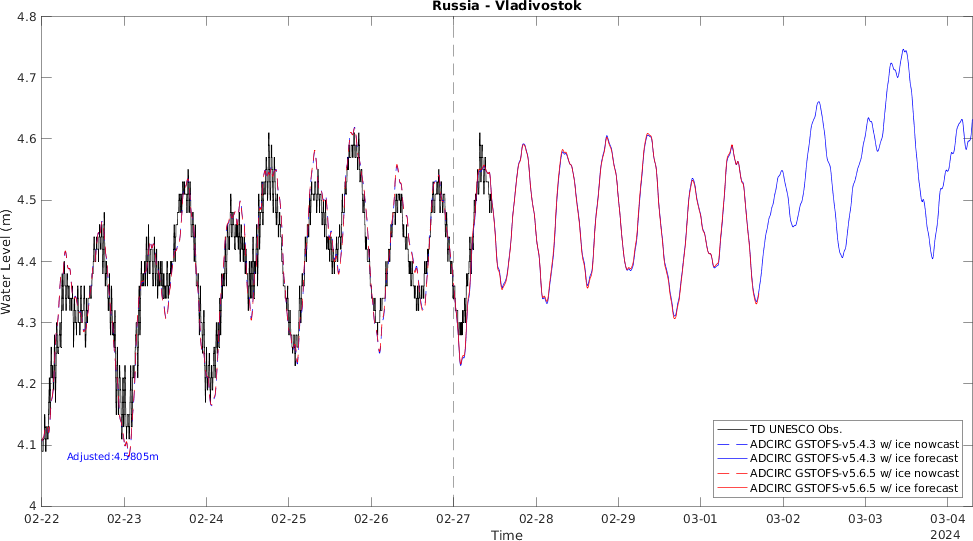 Russia - Vladivostok
4.8
4.7
4.6
4.5
4.4
4.3
4.2
4.1
4
Water Level (m)
Adjusted:4.5805m
TD UNESCO Obs.
ADCIRC GSTOFS-v5.4.3 w/ ice nowcast
ADCIRC GSTOFS-v5.4.3 w/ ice forecast
ADCIRC GSTOFS-v5.6.5 w/ ice nowcast
ADCIRC GSTOFS-v5.6.5 w/ ice forecast
02-22 02-23 02-24 02-25 02-26 02-27 02-28 02-29 03-01 03-02 03-03 03-04
2024
Time